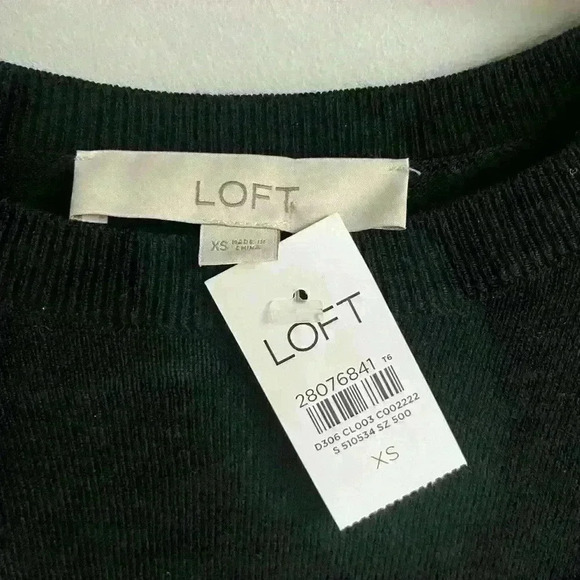 LOFT
XS MADE IN
CHINA
LOFT
28076841 T6
D306 CL003 C002222
S 510534 SZ 500
XS